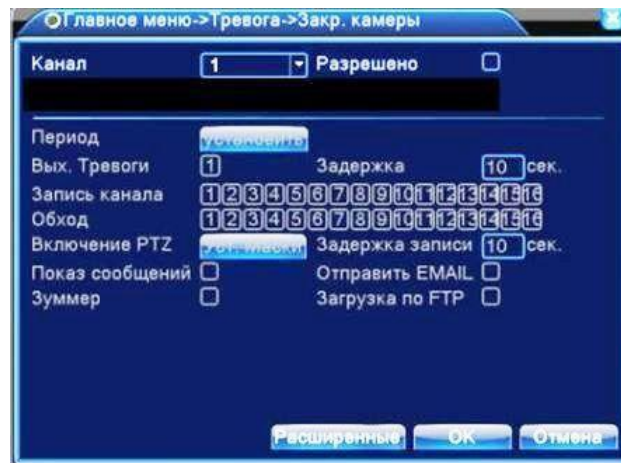 Главное меню->Тревога->Закр. камеры
Канал 1 Разрешено
Период Установить
Вых. Тревоги 1 Задержка 10 сек.
Запись канала 1 2 3 4 5 6 7 8 9 10 11 12 13 14 15 16
Обход 1 2 3 4 5 6 7 8 9 10 11 12 13 14 15 16
Включение PTZ Уст. маски Задержка записи 10 сек.
Показ сообщений Отправить EMAIL
Зуммер Загрузка по FTP
Расширенные OK Отмена